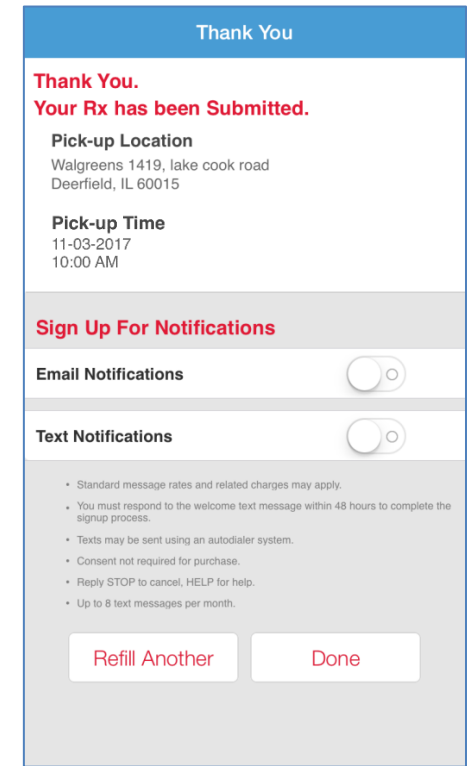 Thank You
Thank You.
Your Rx has been Submitted.
Pick-up Location
Walgreens 1419, lake cook road
Deerfield, IL 60015
Pick-up Time
11-03-2017
10:00 AM
Sign Up For Notifications
Email Notifications
Text Notifications
• Standard message rates and related charges may apply.
• You must respond to the welcome text message within 48 hours to complete the
signup process.
• Texts may be sent using an autodialer system.
• Consent not required for purchase.
• Reply STOP to cancel, HELP for help.
• Up to 8 text messages per month.
Refill Another
Done